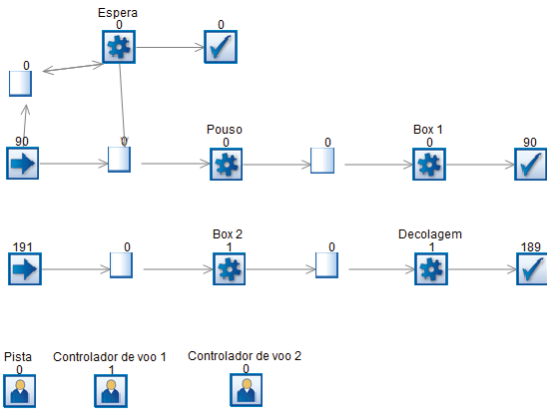 Espera
0 0
0
Pouso Box 1
90 0 0 0 0 90
Box 2 Decolagem
191 0 1 0 1 189
Pista Controlador de voo 1 Controlador de voo 2
0 1 0